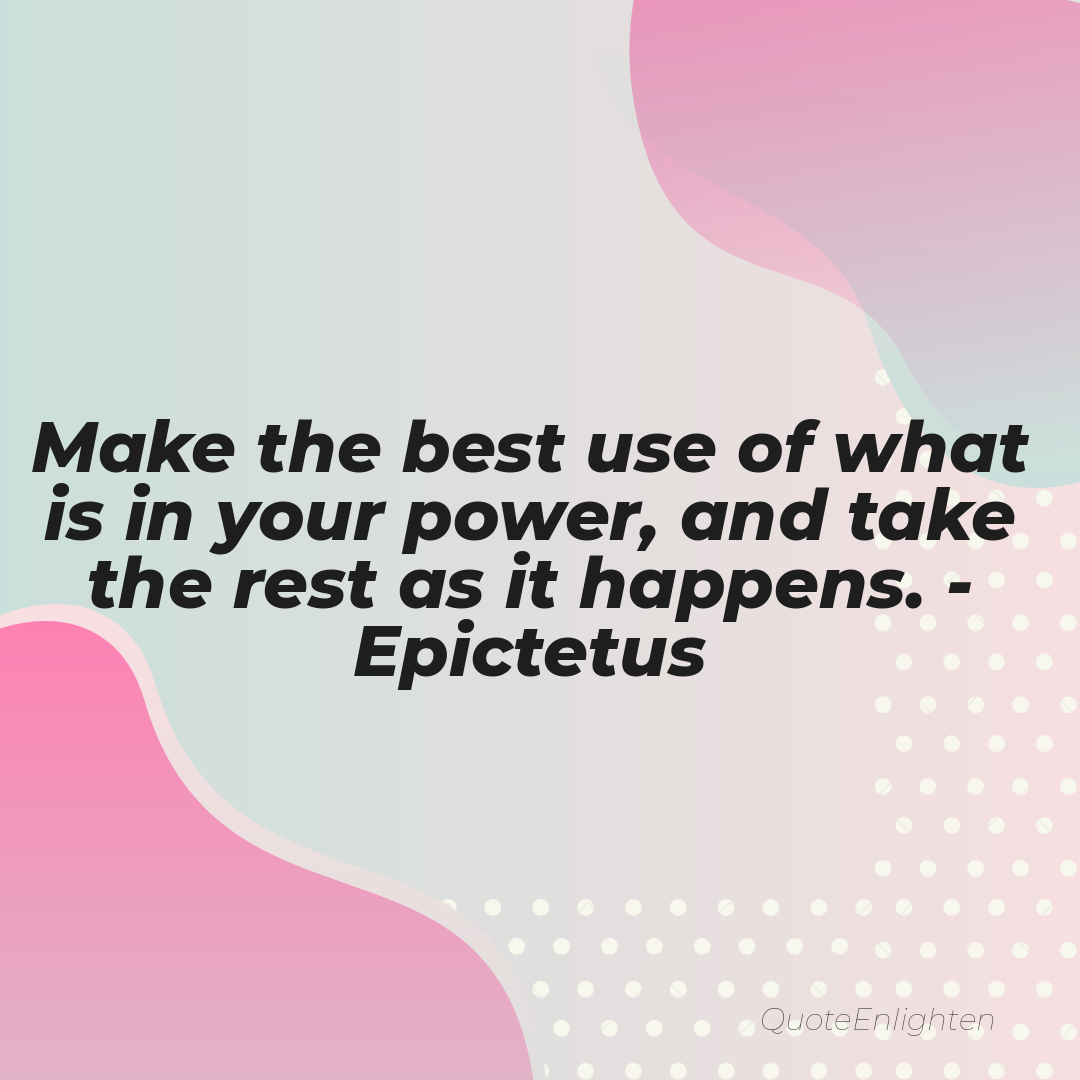 Make the best use of what
is in your power, and take
the rest as it happens. -
Epictetus
QuoteEnlighten